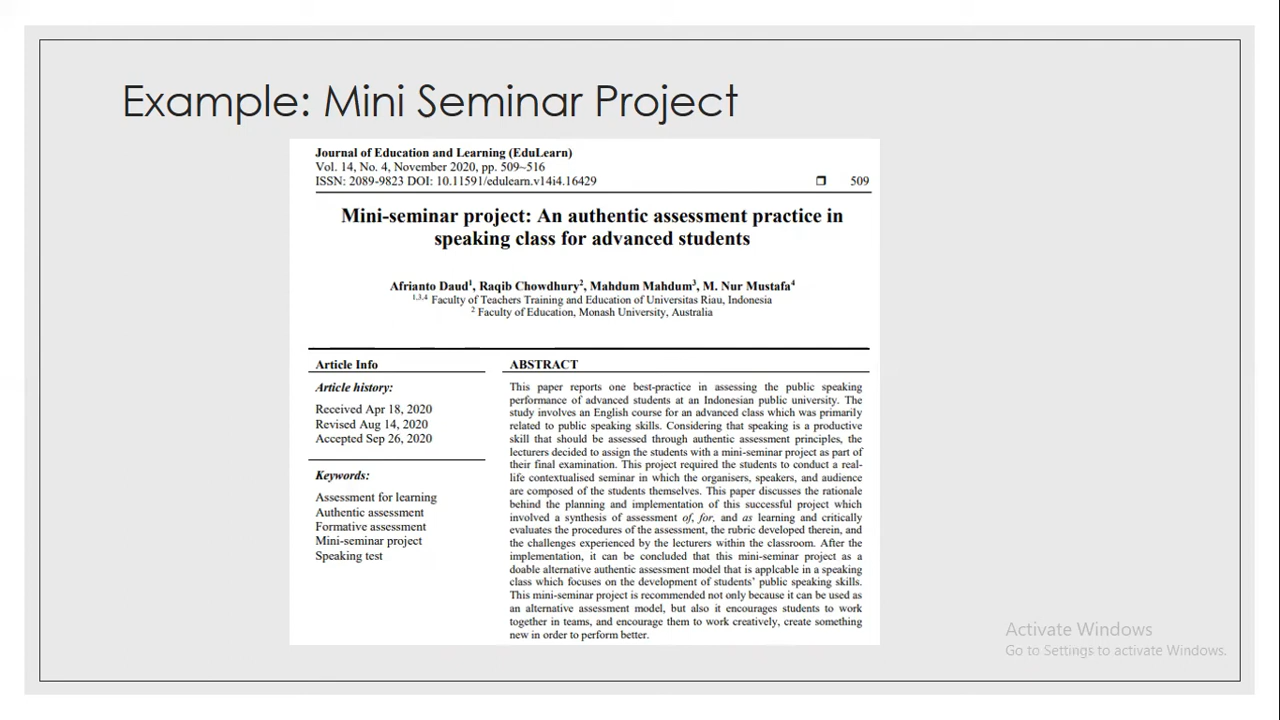 Example: Mini Seminar Project
Journal of Education and Learning (EduLearn)
Vol. 14, No. 4, November 2020, pp. 509~516
ISSN: 2089-9823 DOI: 10.11591/edulearn.v14i4.16429
509
Mini-seminar project: An authentic assessment practice in
speaking class for advanced students
Afrianto Daud1, Raqib Chowdhury2, Mahdum Mahdum3, M. Nur Mustafa4
1,3,4 Faculty of Teachers Training and Education of Universitas Riau, Indonesia
2 Faculty of Education, Monash University, Australia
Article Info
Article history:
Received Apr 18, 2020
Revised Aug 14, 2020
Accepted Sep 26, 2020
Keywords:
Assessment for learning
Authentic assessment
Formative assessment
Mini-seminar project
Speaking test
ABSTRACT
This paper reports one best-practice in assessing the public speaking
performance of advanced students at an Indonesian public university. The
study involves an English course for an advanced class which was primarily
related to public speaking skills. Considering that speaking is a productive
skill that should be assessed through authentic assessment principles, the
lecturers decided to assign the students with a mini-seminar project as part of
their final examination. This project required the students to conduct a real-
life contextualised seminar in which the organisers, speakers, and audience
are composed of the students themselves. This paper discusses the rationale
behind the planning and implementation of this successful project which
involved a synthesis of assessment of, for, and as learning and critically
evaluates the procedures of the assessment, the rubric developed therein, and
the challenges experienced by the lecturers within the classroom. After the
implementation, it can be concluded that this mini-seminar project as a
doable alternative authentic assessment model that is applcable in a speaking
class which focuses on the development of students' public speaking skills.
This mini-seminar project is recommended not only because it can be used as
an alternative assessment model, but also it encourages students to work
together in teams, and encourage them to work creatively, create something
new in order to perform better.
Activate Windows
Go to Settings to activate Windows.